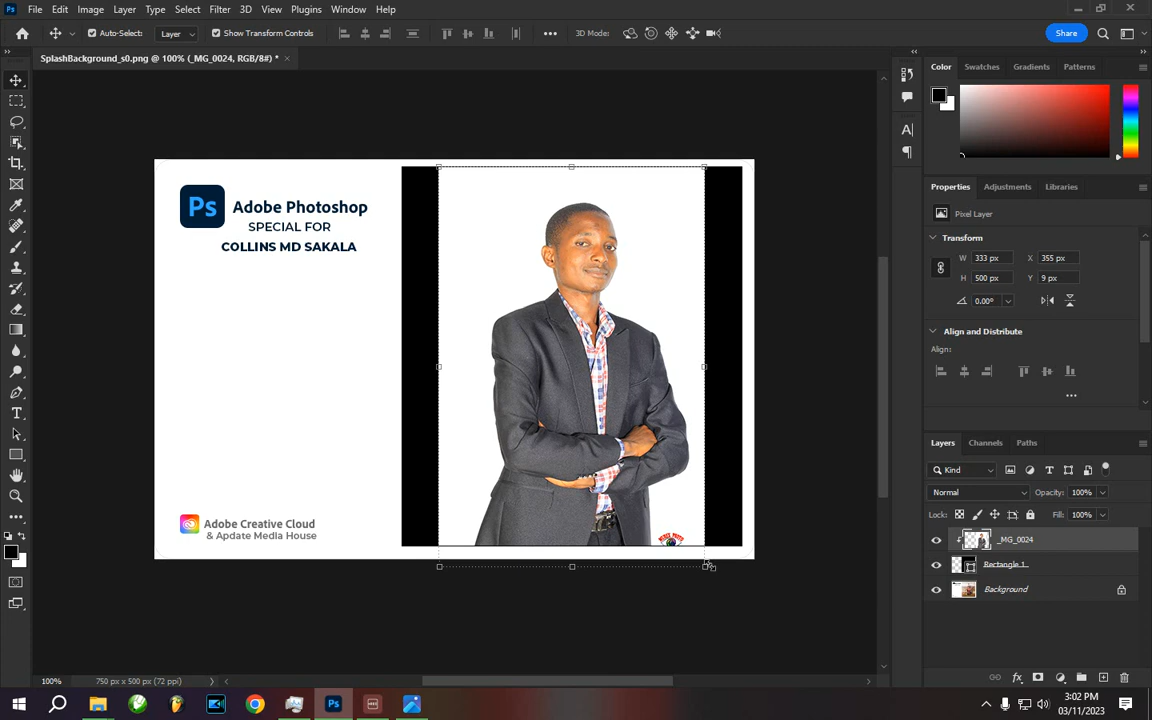 Ps File Edit Image Layer Type Select Filter 3D View Plugins Window Help
Auto-Select: Layer Show Transform Controls 3D Mode: Share
SplashBackground_s0.png @ 100% (_MG_0024, RGB/8#) *
Color Swatches Gradients Patterns
Properties Adjustments Libraries
Pixel Layer
Transform
W 333 px X 355 px
H 500 px Y 9 px
0.00°
Align and Distribute
Align:
Layers Channels Paths
Kind
Normal Opacity: 100%
Lock: Fill: 100%
_MG_0024
Rectangle 1
Background
Ps Adobe Photoshop
SPECIAL FOR
COLLINS MD SAKALA
Adobe Creative Cloud
& Apdate Media House
100% 750 px x 500 px (72 ppi)
Ps
3:02 PM
03/11/2023